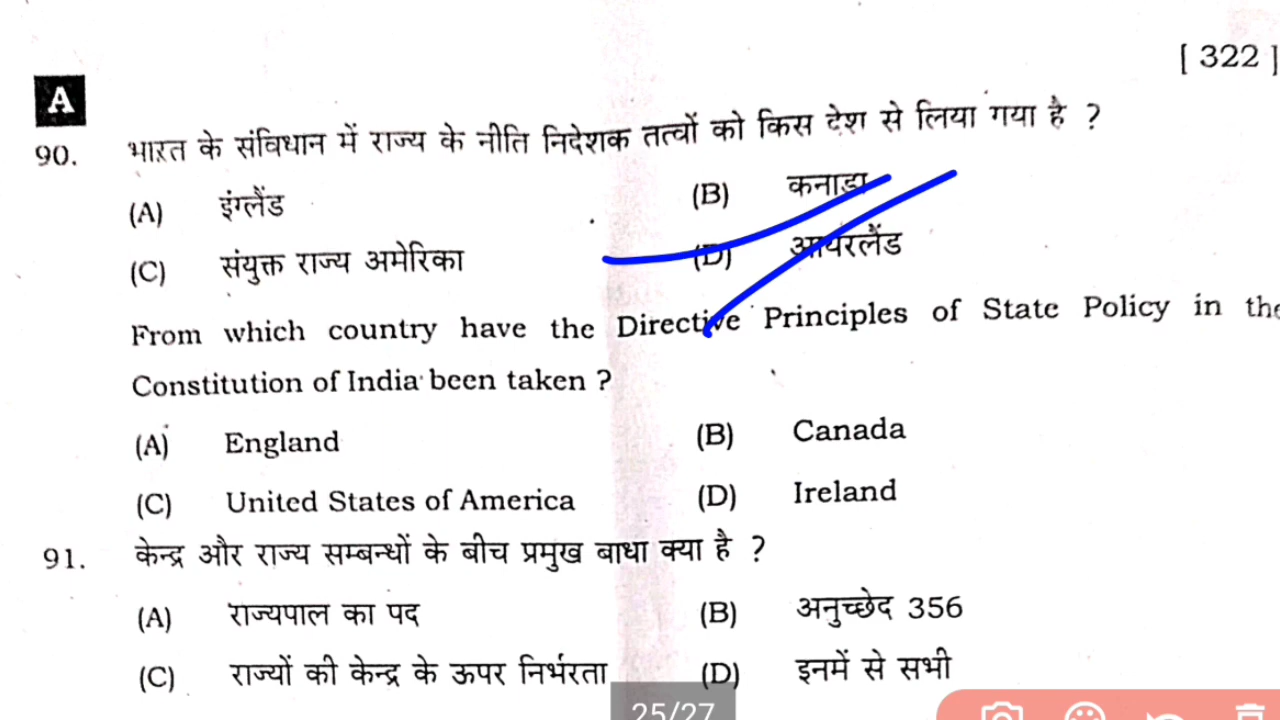 [ 322 ]
A
90. भारत के संविधान में राज्य के नीति निदेशक तत्वों को किस देश से लिया गया है ?
(A) इंग्लैंड (B) कनाडा
(C) संयुक्त राज्य अमेरिका (D) आयरलैंड
From which country have the Directive Principles of State Policy in the
Constitution of India been taken ?
(A) England (B) Canada
(C) United States of America (D) Ireland
91. केन्द्र और राज्य सम्बन्धों के बीच प्रमुख बाधा क्या है ?
(A) राज्यपाल का पद (B) अनुच्छेद 356
(C) राज्यों की केन्द्र के ऊपर निर्भरता (D) इनमें से सभी
25/27